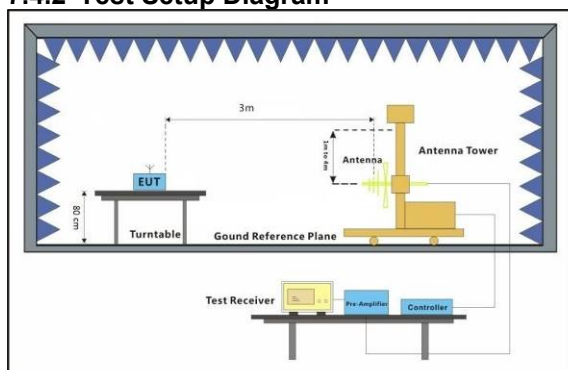 7.4.2 Test Setup Diagram
3m
1m to 4m
Antenna
Antenna Tower
EUT
80 cm
Turntable
Gound Reference Plane
Test Receiver
Pre-Amplifier
Controller